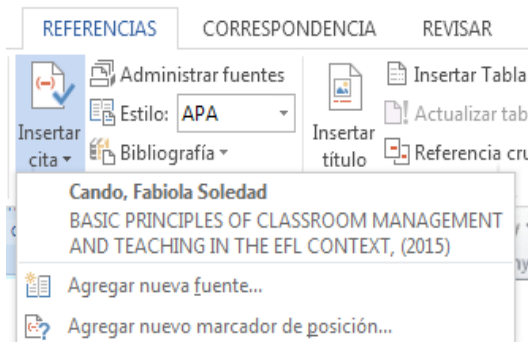 REFERENCIAS CORRESPONDENCIA REVISAR
Insertar cita
Administrar fuentes
Estilo: APA
Bibliografía
Insertar título
Insertar Tabla
Actualizar tab
Referencia cru
Cando, Fabiola Soledad
BASIC PRINCIPLES OF CLASSROOM MANAGEMENT
AND TEACHING IN THE EFL CONTEXT, (2015)
Agregar nueva fuente...
Agregar nuevo marcador de posición...